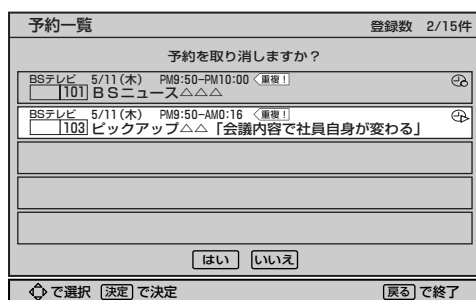 予約一覧 登録数 2/15件
予約を取り消しますか？
BSテレビ 5/11(木) PM9:50-PM10:00 重複!
101 BSニュース△△△
BSテレビ 5/11(木) PM9:50-AM0:16 重複!
103 ピックアップ△△「会議内容で社員自身が変わる」
はい いいえ
で選択 決定 で決定 戻る で終了